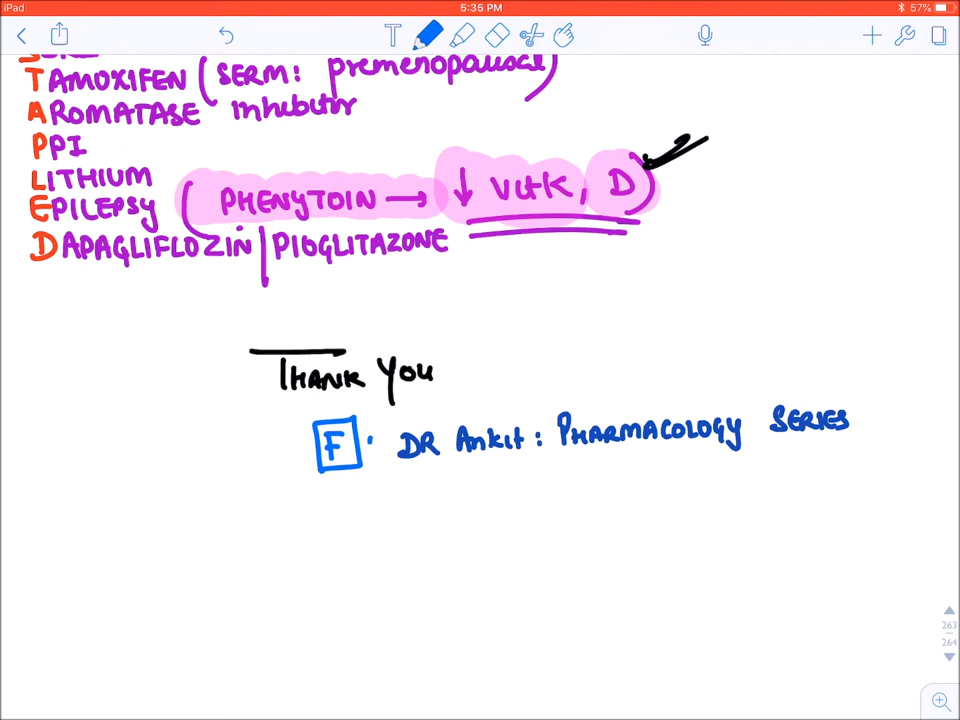 iPad 5:35 PM 57%
T
TAMOXIFEN (SERM: premenopausal)
AROMATASE inhibitor
PPI
LITHIUM
EPILEPSY (PHENYTOIN → ↓ Vit K, D)
DAPAGLIFLOZIN | PIOGLITAZONE
THANK YOU
F . DR Ankit : PHARMACOLOGY SERIES
263
264